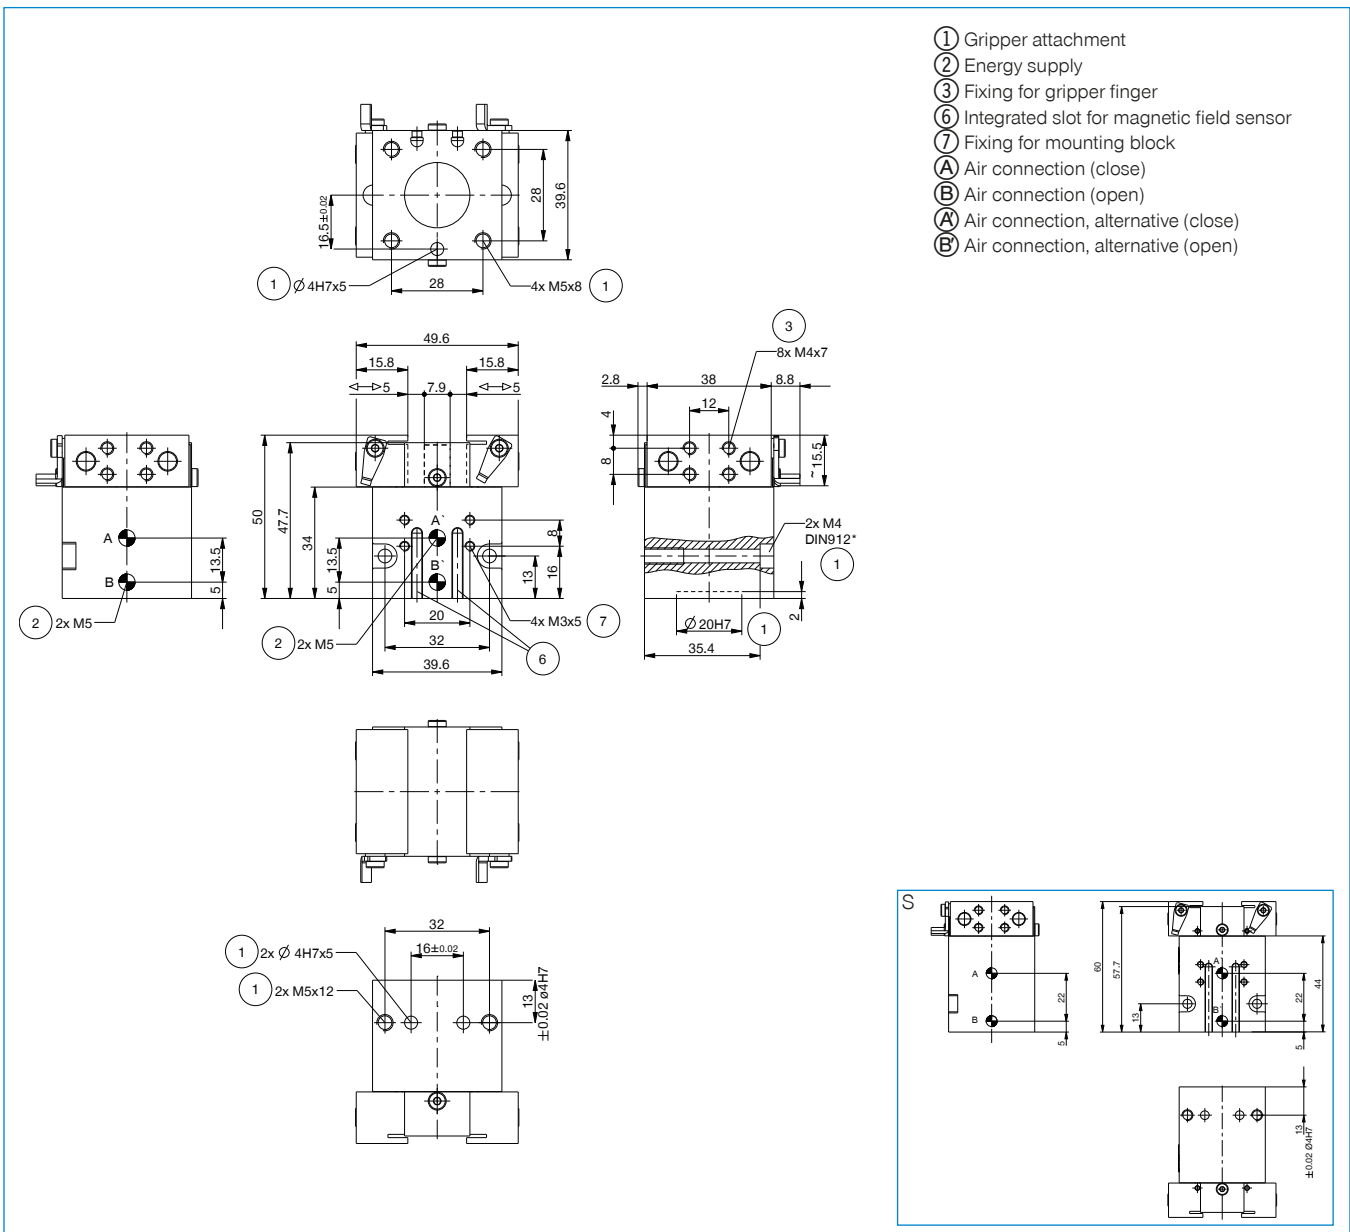 ① Gripper attachment
② Energy supply
③ Fixing for gripper finger
⑥ Integrated slot for magnetic field sensor
⑦ Fixing for mounting block
Ⓐ Air connection (close)
Ⓑ Air connection (open)
A' Air connection, alternative (close)
B' Air connection, alternative (open)
16.5±0.02
28
39.6
1 Ø 4H7x5
28
4x M5x8 1
49.6
15.8
15.8
5
7.9
5
50
47.7
34
13.5
5
A`
B`
8
16
13
20
32
39.6
2 2x M5
4x M3x5 7
6
A
B
13.5
5
2 2x M5
3
8x M4x7
2.8
38
8.8
12
4
8
~15.5
2x M4
DIN912*
1
Ø 20H7 1
2
35.4
32
16±0.02
1 2x Ø 4H7x5
1 2x M5x12
13
±0.02 Ø4H7
S
A
B
22
5
60
57.7
13
A
B
22
44
5
13
±0.02 Ø4H7